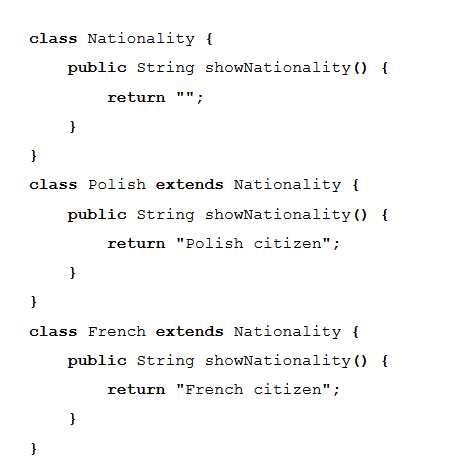 class Nationality {
    public String showNationality() {
        return "";
    }
}
class Polish extends Nationality {
    public String showNationality() {
        return "Polish citizen";
    }
}
class French extends Nationality {
    public String showNationality() {
        return "French citizen";
    }
}